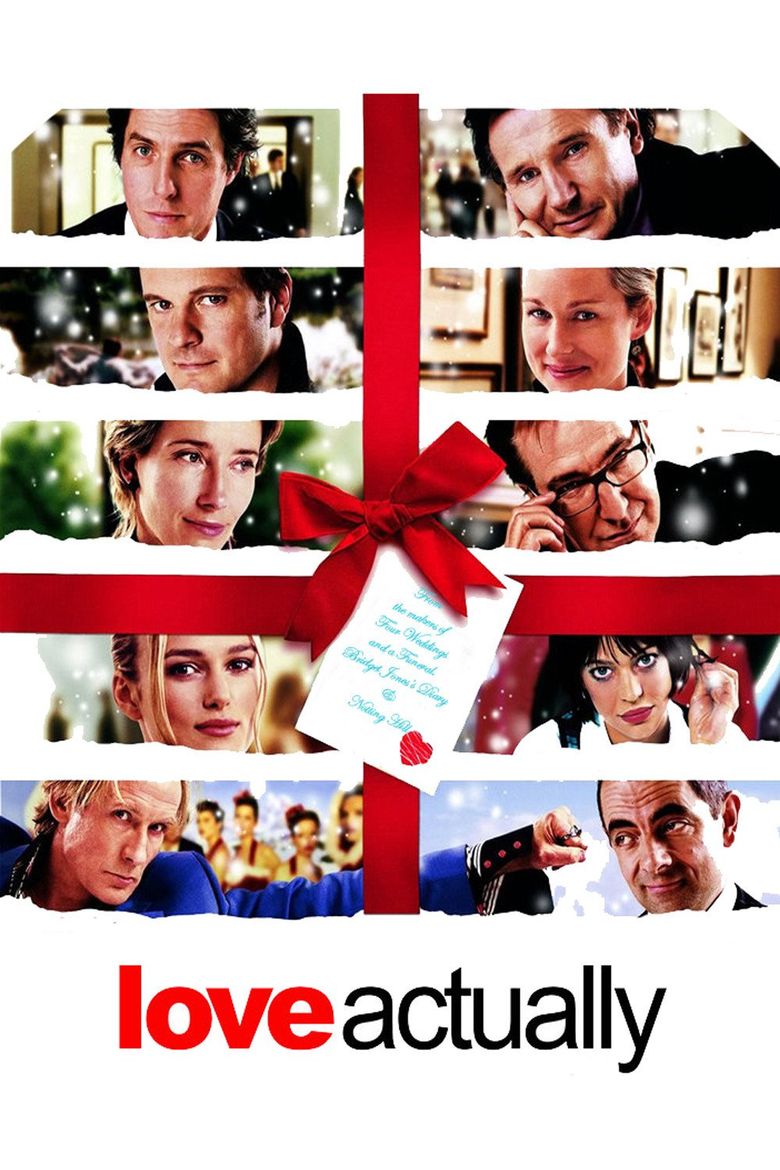 From
the makers of
Four Weddings
and a Funeral,
Bridget Jones's Diary
&
Notting Hill
love actually